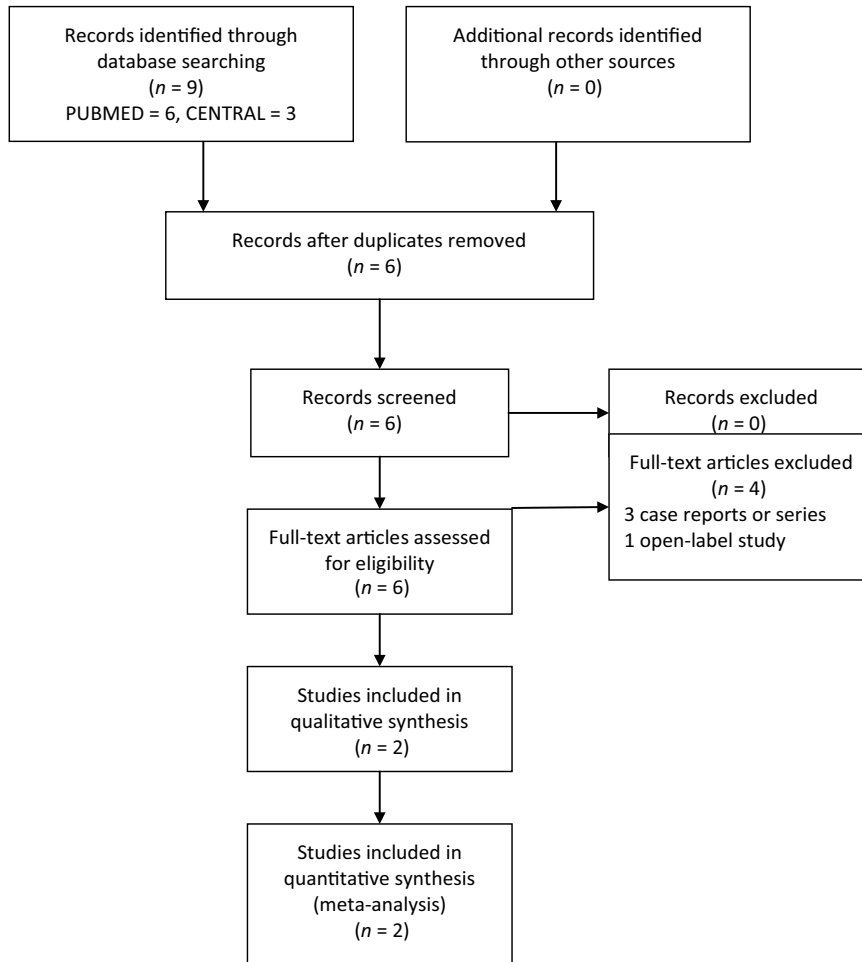 Records identified through
database searching
(n = 9)
PUBMED = 6, CENTRAL = 3
Additional records identified
through other sources
(n = 0)
Records after duplicates removed
(n = 6)
Records screened
(n = 6)
Records excluded
(n = 0)
Full-text articles assessed
for eligibility
(n = 6)
Full-text articles excluded
(n = 4)
3 case reports or series
1 open-label study
Studies included in
qualitative synthesis
(n = 2)
Studies included in
quantitative synthesis
(meta-analysis)
(n = 2)